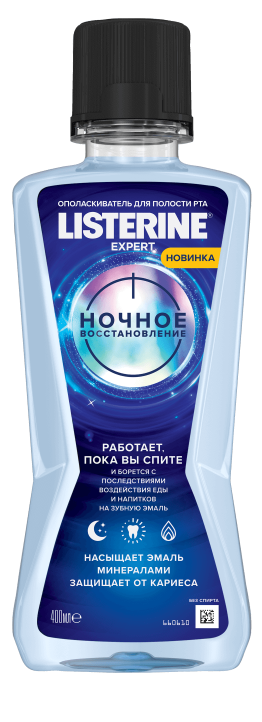 ОПОЛАСКИВАТЕЛЬ ДЛЯ ПОЛОСТИ РТА
LISTERINE®
EXPERT
НОВИНКА
НОЧНОЕ
ВОССТАНОВЛЕНИЕ
РАБОТАЕТ,
ПОКА ВЫ СПИТЕ
И БОРЕТСЯ С
ПОСЛЕДСТВИЯМИ
ВОЗДЕЙСТВИЯ ЕДЫ
И НАПИТКОВ
НА ЗУБНУЮ ЭМАЛЬ
НАСЫЩАЕТ ЭМАЛЬ
МИНЕРАЛАМИ
ЗАЩИЩАЕТ ОТ КАРИЕСА
БЕЗ СПИРТА
400мл℮
660610